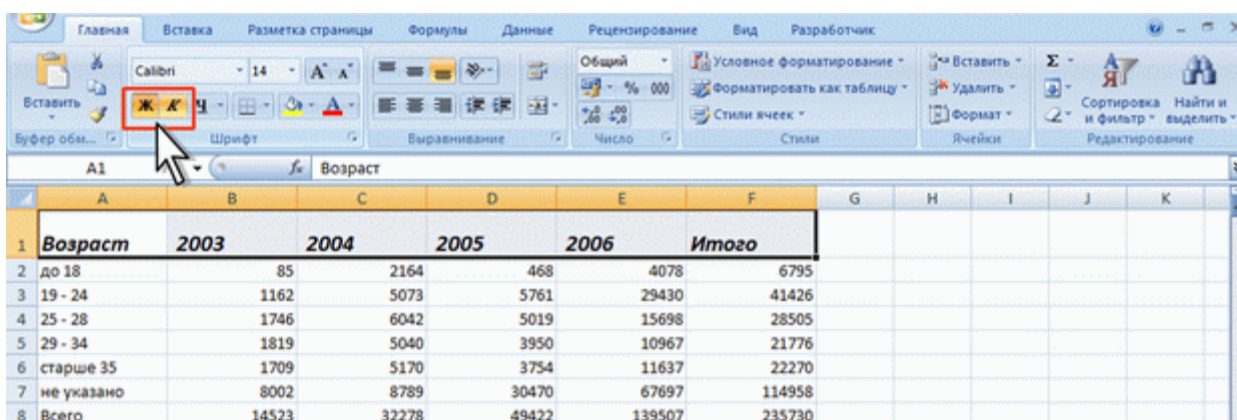 Главная Вставка Разметка страницы Формулы Данные Рецензирование Вид Разработчик
Вставить
Буфер обм...
Calibri 14 A A
Ж К Ч A
Шрифт
Выравнивание
Общий
% 000
,0 ,00
,00 ,0
Число
Условное форматирование
Форматировать как таблицу
Стили ячеек
Стили
Вставить
Удалить
Формат
Ячейки
Σ
Сортировка и фильтр
Найти и выделить
Редактирование
A1 fx Возраст
A B C D E F G H I J K
1 Возраст 2003 2004 2005 2006 Итого
2 до 18 85 2164 468 4078 6795
3 19 - 24 1162 5073 5761 29430 41426
4 25 - 28 1746 6042 5019 15698 28505
5 29 - 34 1819 5040 3950 10967 21776
6 старше 35 1709 5170 3754 11637 22270
7 не указано 8002 8789 30470 67697 114958
8 Всего 14523 32278 49422 139507 235730